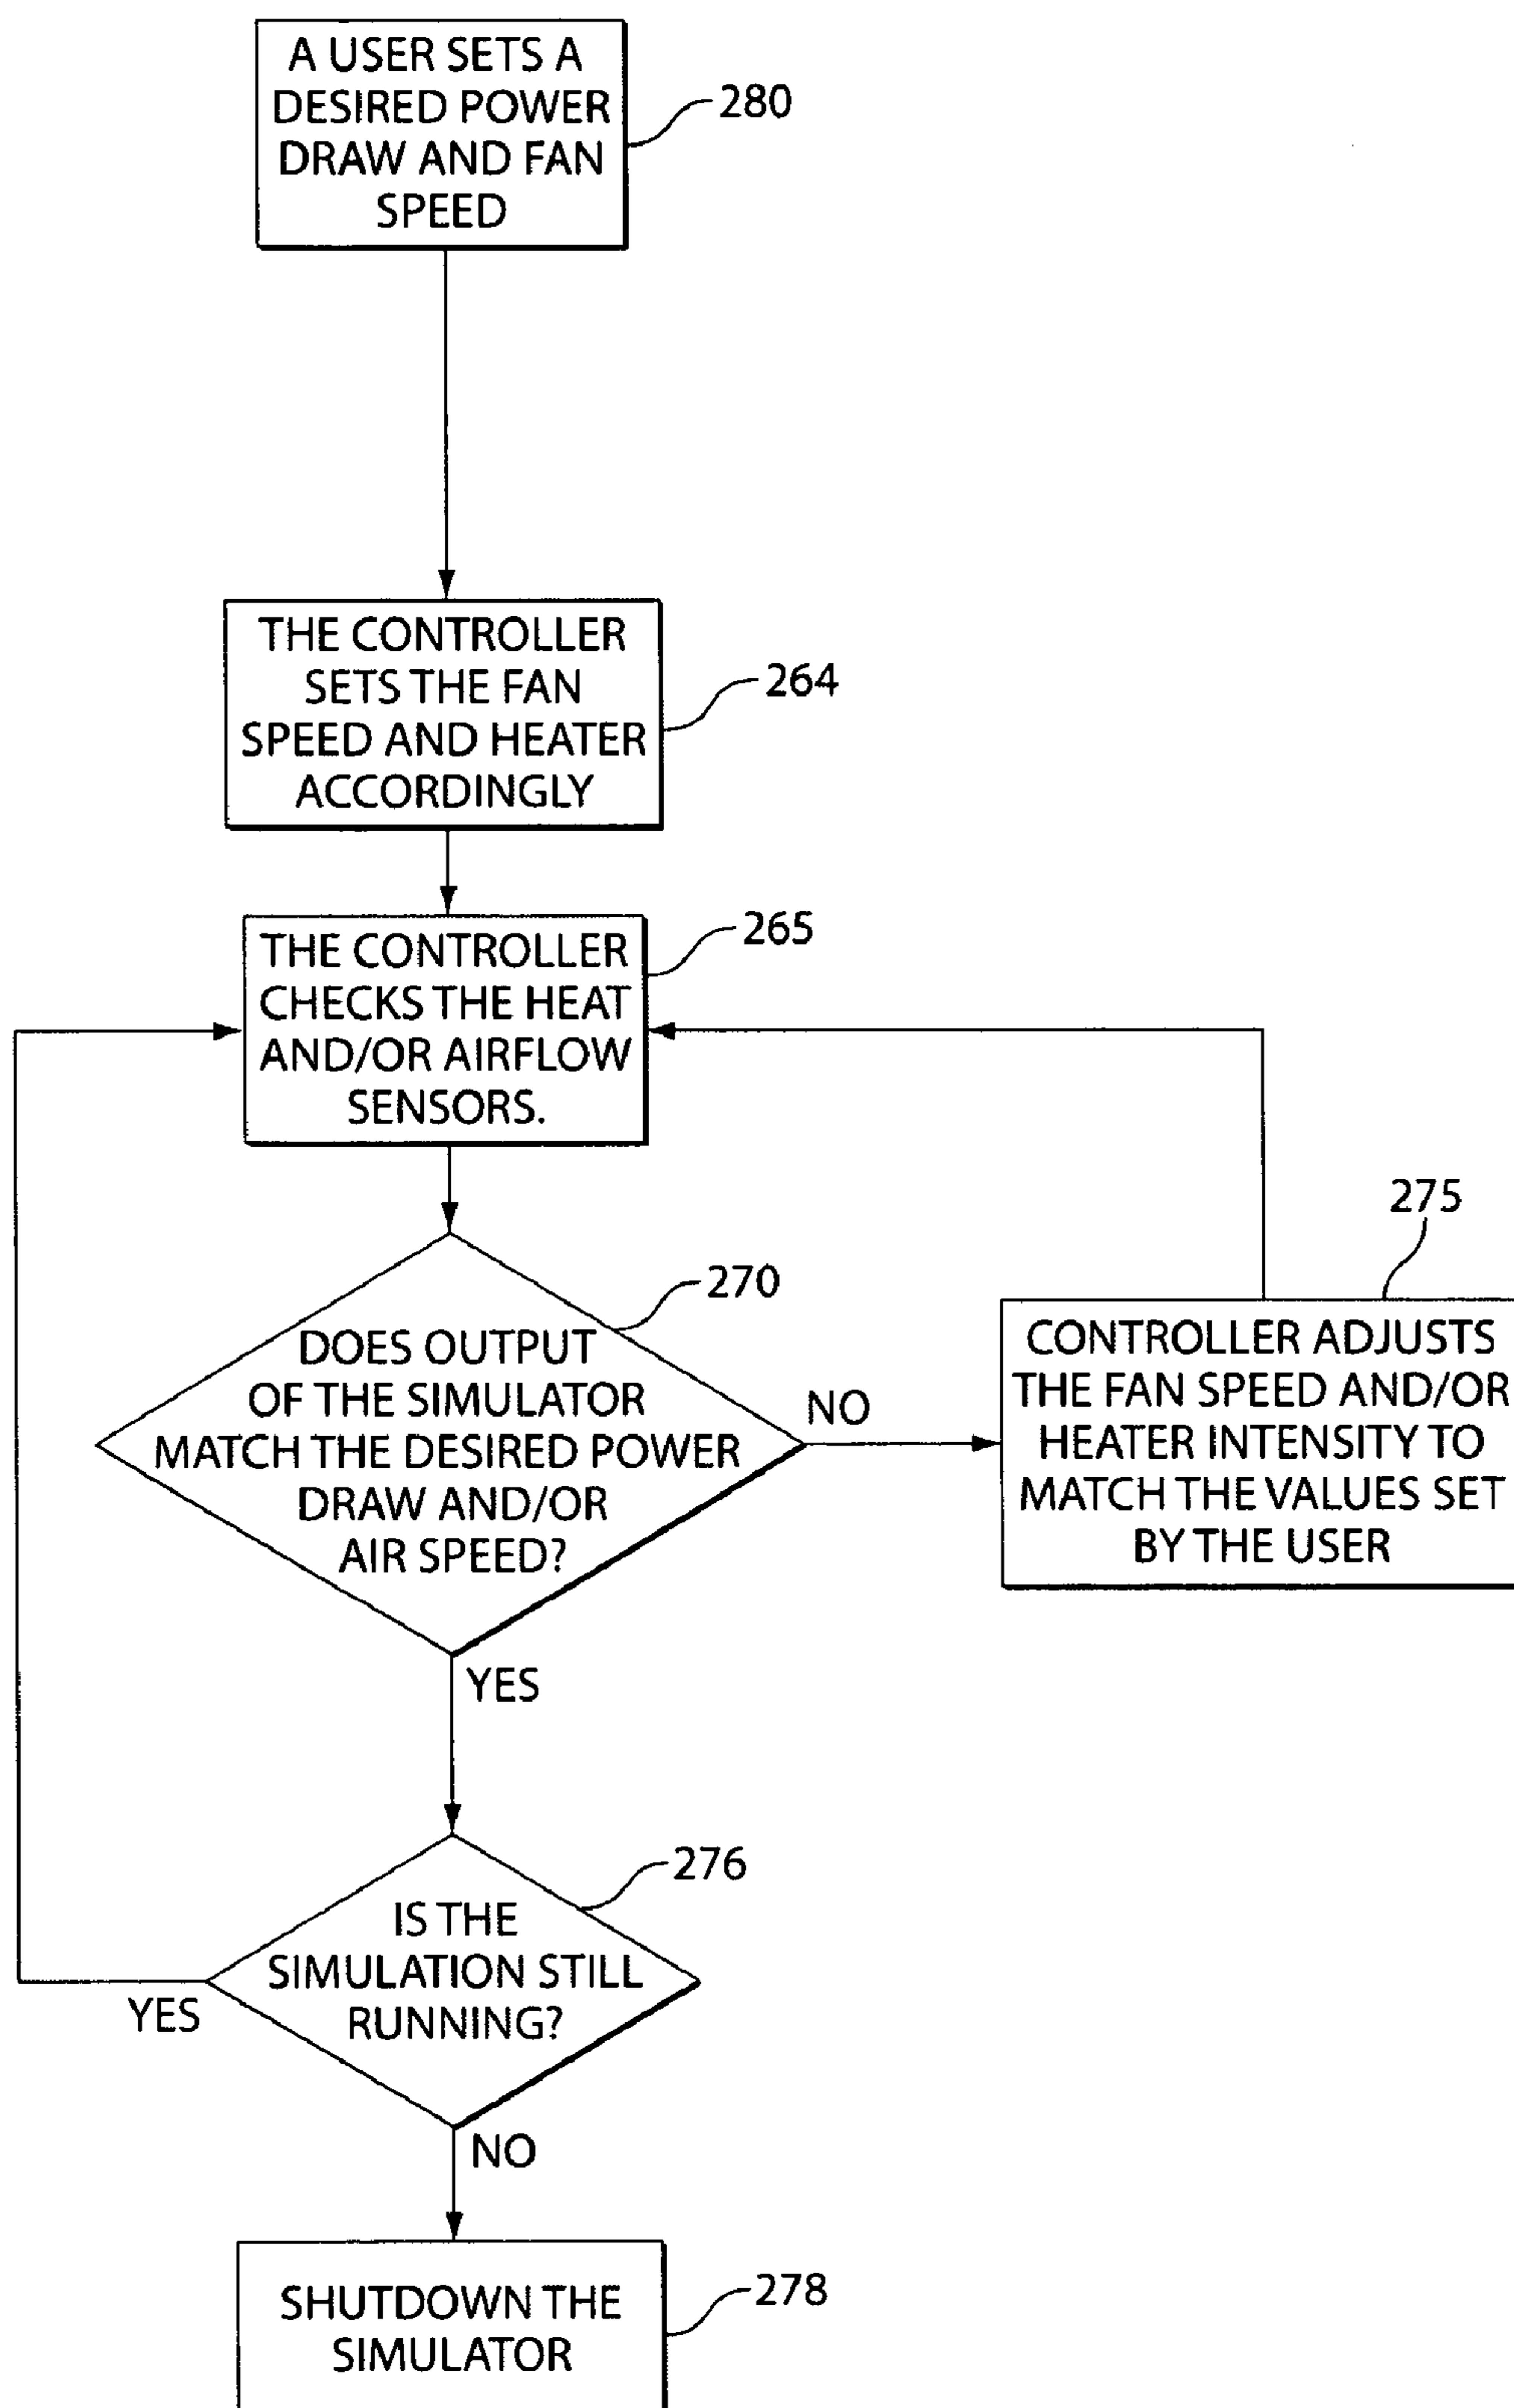 A USER SETS A
DESIRED POWER
DRAW AND FAN
SPEED
280
THE CONTROLLER
SETS THE FAN
SPEED AND HEATER
ACCORDINGLY
264
THE CONTROLLER
CHECKS THE HEAT
AND/OR AIRFLOW
SENSORS.
265
DOES OUTPUT
OF THE SIMULATOR
MATCH THE DESIRED POWER
DRAW AND/OR
AIR SPEED?
270
NO
275
CONTROLLER ADJUSTS
THE FAN SPEED AND/OR
HEATER INTENSITY TO
MATCH THE VALUES SET
BY THE USER
YES
IS THE
SIMULATION STILL
RUNNING?
276
YES
NO
SHUTDOWN THE
SIMULATOR
278